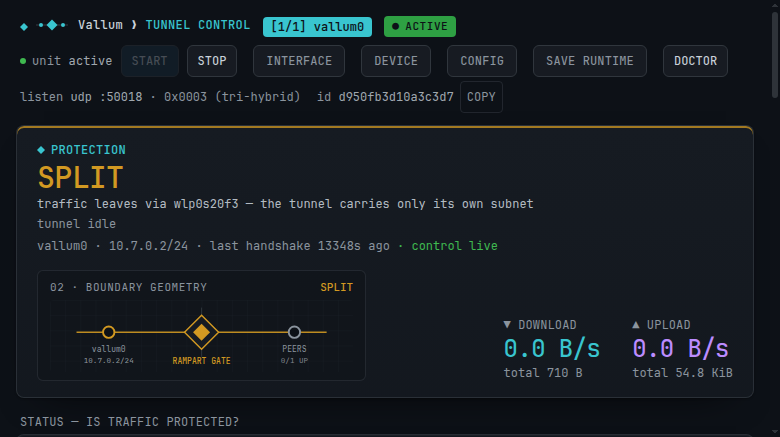 Vallum ❯ TUNNEL CONTROL [1/1] vallum0 ● ACTIVE
unit active START STOP INTERFACE DEVICE CONFIG SAVE RUNTIME DOCTOR
listen udp :50018 · 0x0003 (tri-hybrid) id d950fb3d10a3c3d7 COPY
◆ PROTECTION
SPLIT
traffic leaves via wlp0s20f3 — the tunnel carries only its own subnet
tunnel idle
vallum0 · 10.7.0.2/24 · last handshake 13348s ago · control live
02 · BOUNDARY GEOMETRY SPLIT
vallum0
10.7.0.2/24
RAMPART GATE
PEERS
0/1 UP
▼ DOWNLOAD
0.0 B/s
total 710 B
▲ UPLOAD
0.0 B/s
total 54.8 KiB
STATUS — IS TRAFFIC PROTECTED?